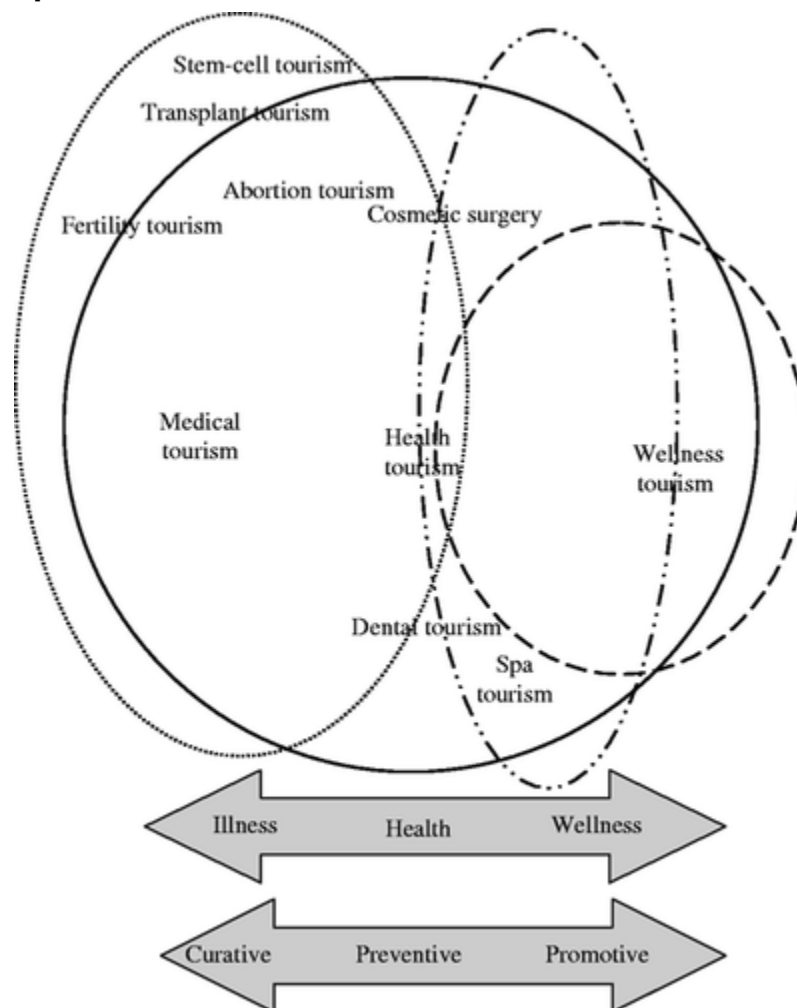 Stem-cell tourism
Transplant tourism
Abortion tourism
Cosmetic surgery
Fertility tourism
Medical
tourism
Health
tourism
Wellness
tourism
Dental tourism
Spa
tourism
Illness Health Wellness
Curative Preventive Promotive